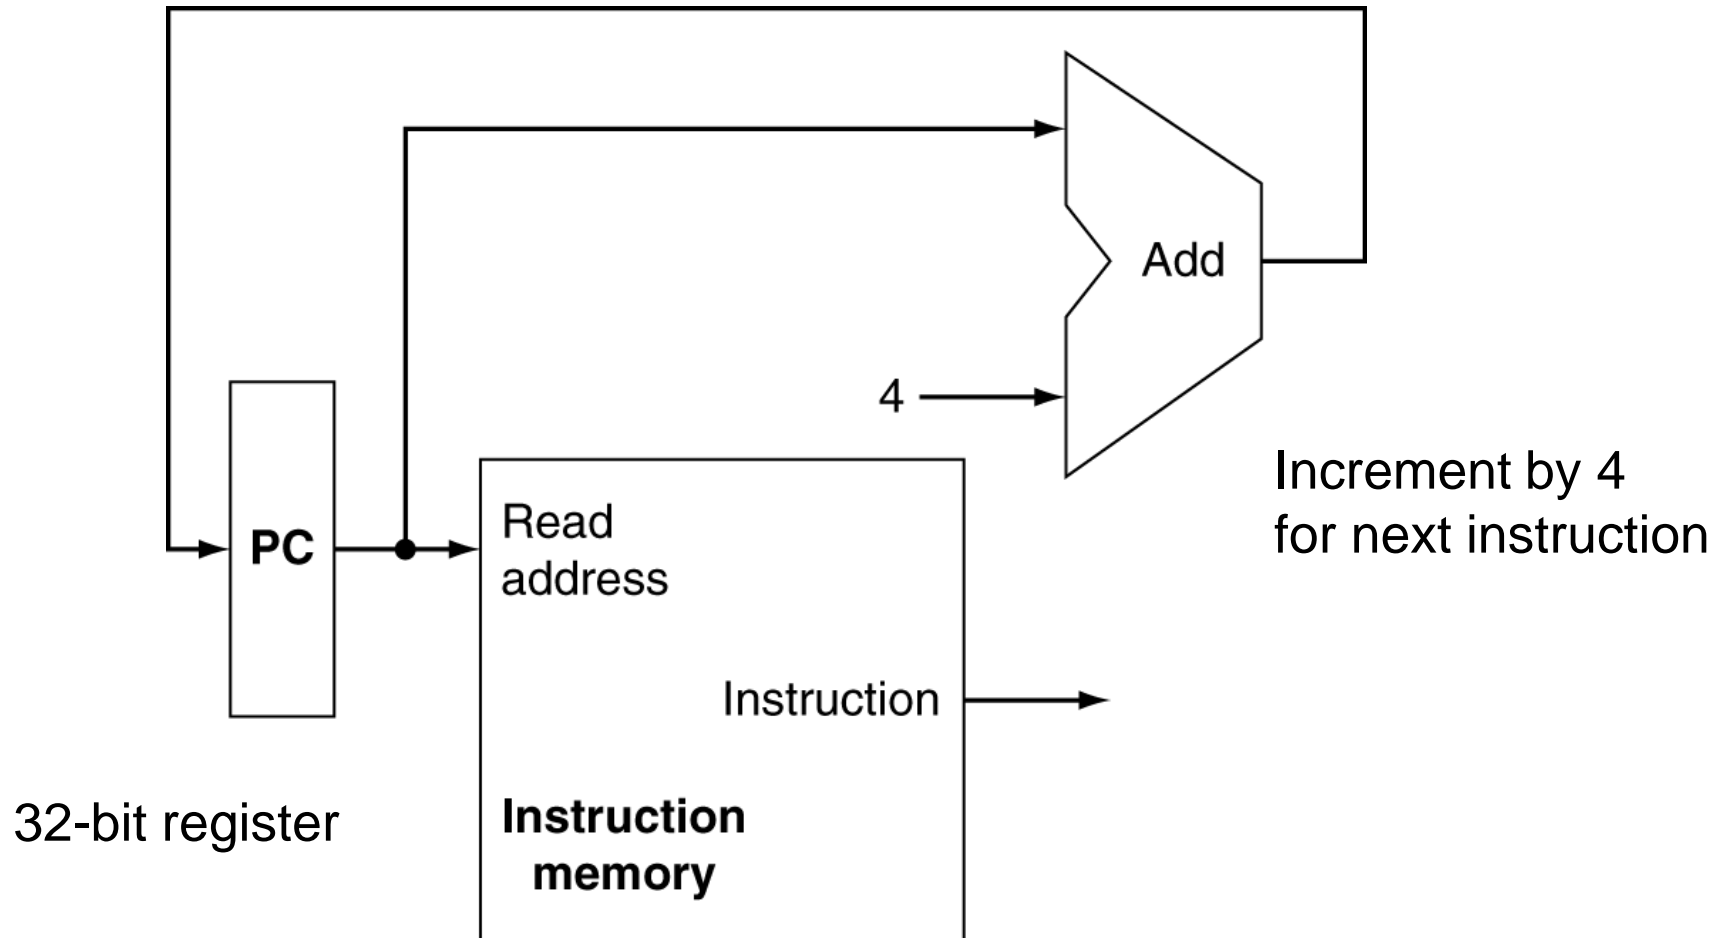 Add
4
Increment by 4
for next instruction
PC
Read
address
Instruction
32-bit register
Instruction
memory